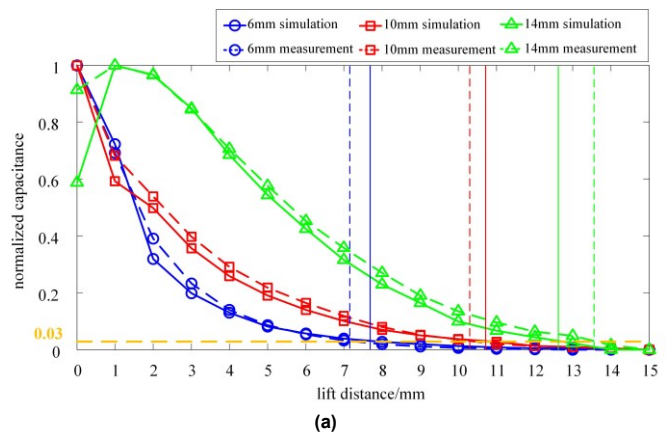 6mm simulation 10mm simulation 14mm simulation
6mm measurement 10mm measurement 14mm measurement
1
0.8
0.6
0.4
0.2
0.03
0
normalized capacitance
0 1 2 3 4 5 6 7 8 9 10 11 12 13 14 15
lift distance/mm
(a)